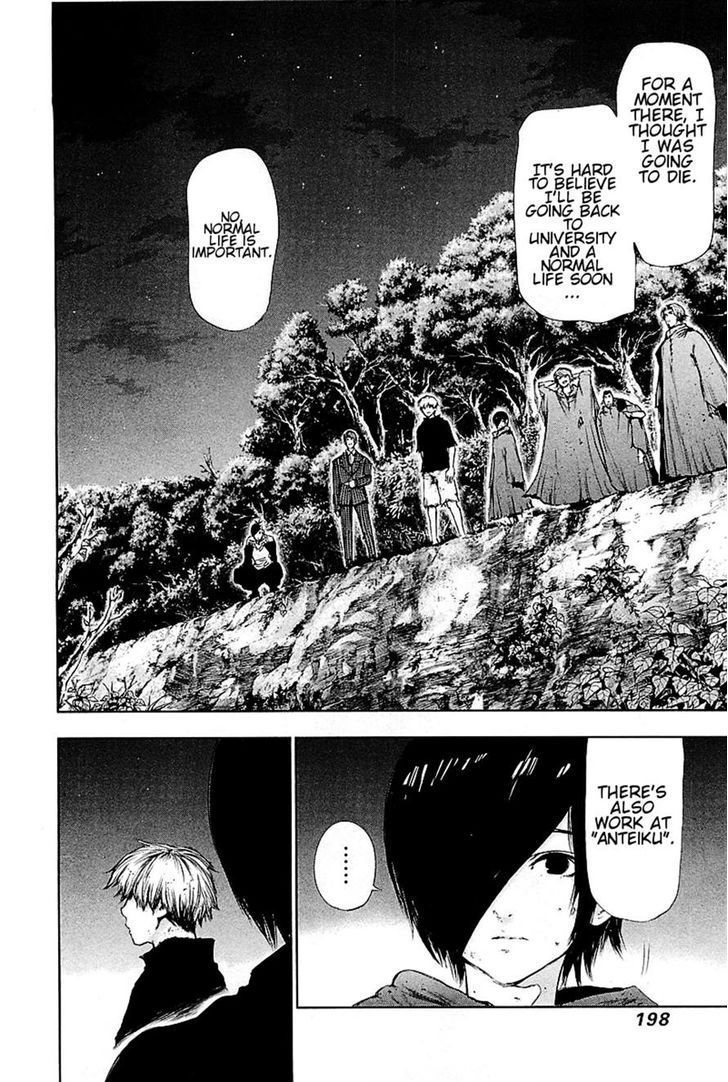 FOR A
MOMENT
THERE, I
THOUGHT
I WAS
GOING
TO DIE.
IT'S HARD
TO BELIEVE
I'LL BE
GOING BACK
TO
UNIVERSITY
AND A
NORMAL
LIFE SOON
...
NO,
NORMAL
LIFE IS
IMPORTANT.
THERE'S
ALSO
WORK AT
"ANTEIKU".
......
198